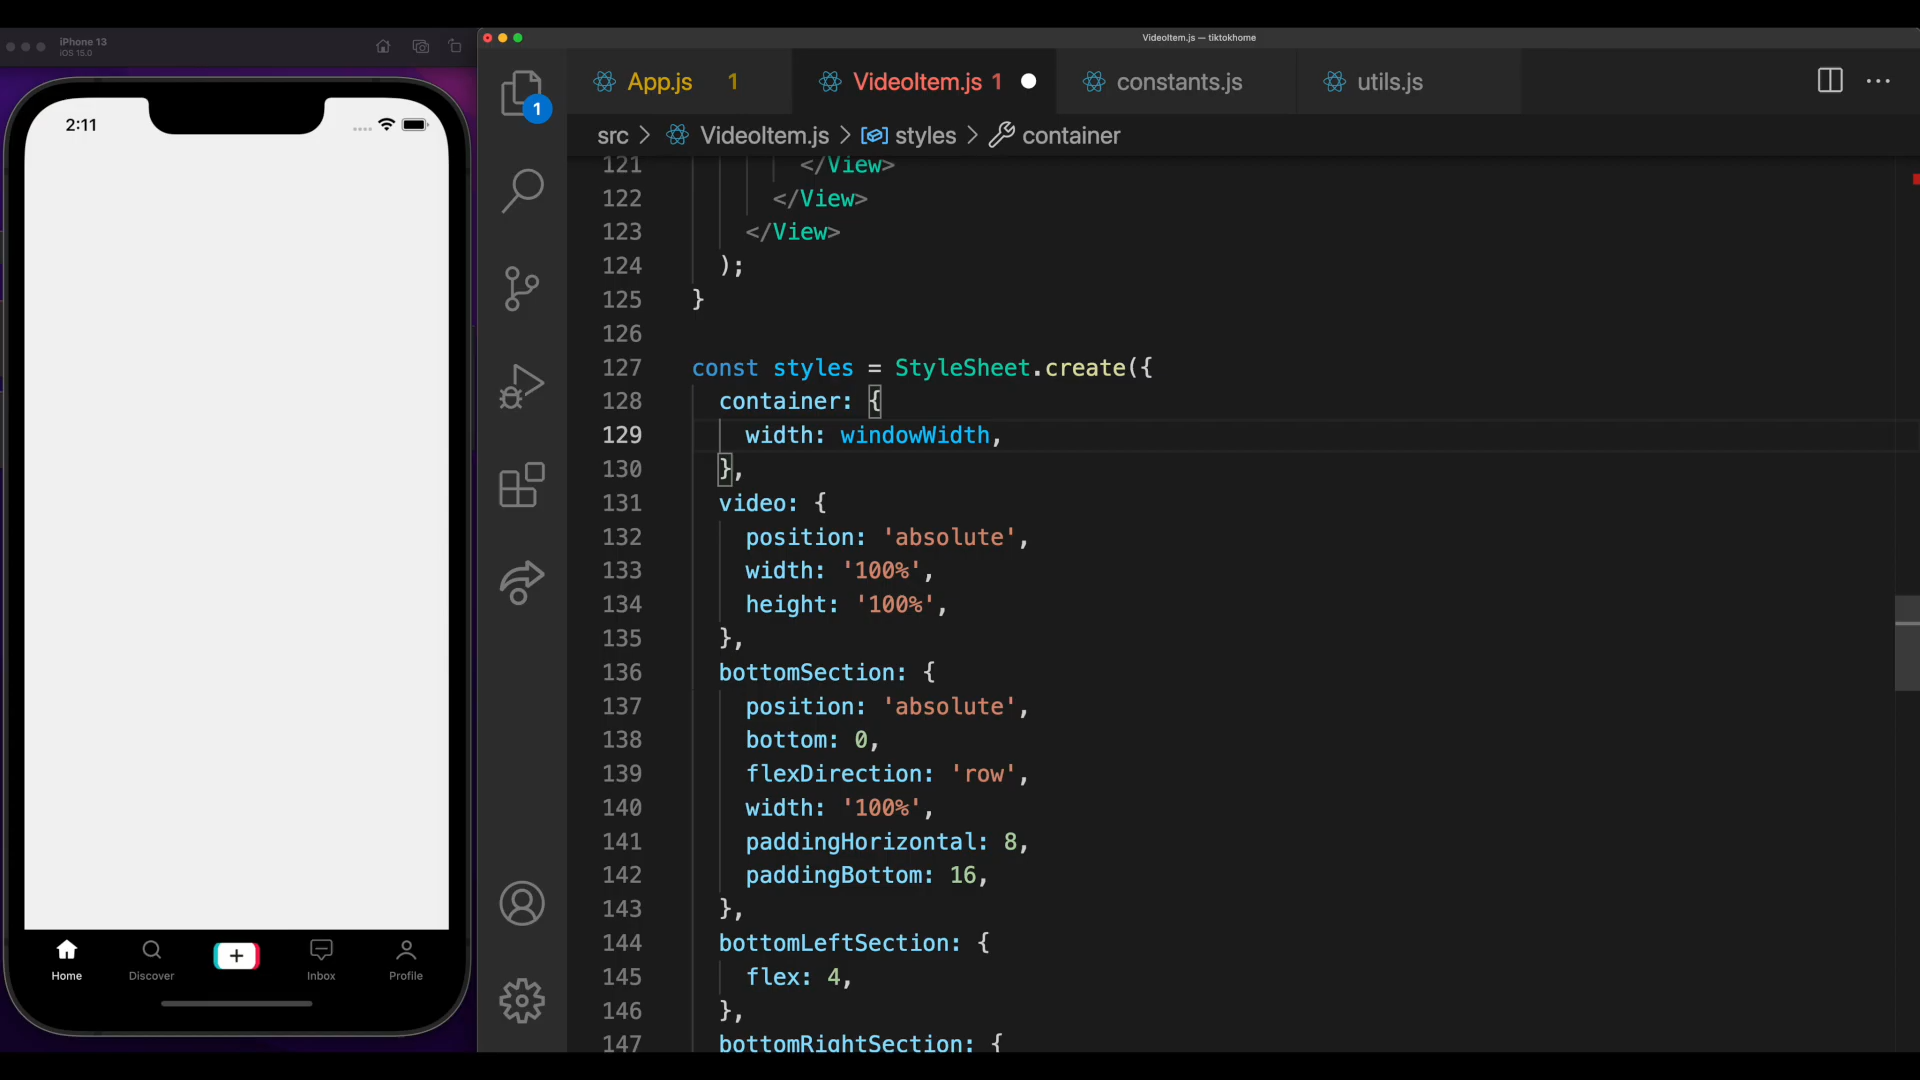 VideoItem.js — tiktokhome
iPhone 13
iOS 15.0
2:11
Home
Discover
+
Inbox
Profile
1
App.js 1
VideoItem.js 1
constants.js
utils.js
src > VideoItem.js > styles > container
121 </View>
122 </View>
123 </View>
124 );
125 }
126
127 const styles = StyleSheet.create({
128 container: {
129 width: windowWidth,
130 },
131 video: {
132 position: 'absolute',
133 width: '100%',
134 height: '100%',
135 },
136 bottomSection: {
137 position: 'absolute',
138 bottom: 0,
139 flexDirection: 'row',
140 width: '100%',
141 paddingHorizontal: 8,
142 paddingBottom: 16,
143 },
144 bottomLeftSection: {
145 flex: 4,
146 },
147 bottomRightSection: {